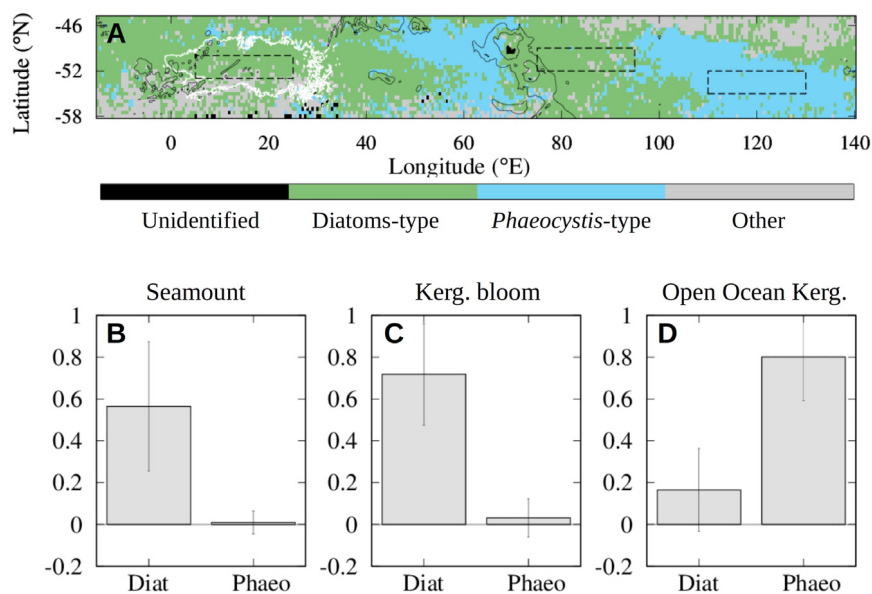 A
-46
-52
-58
Latitude (°N)
0 20 40 60 80 100 120 140
Longitude (°E)
Unidentified Diatoms-type Phaeocystis-type Other
Seamount Kerg. bloom Open Ocean Kerg.
B C D
1 1 1
0.8 0.8 0.8
0.6 0.6 0.6
0.4 0.4 0.4
0.2 0.2 0.2
0 0 0
-0.2 -0.2 -0.2
Diat Phaeo Diat Phaeo Diat Phaeo